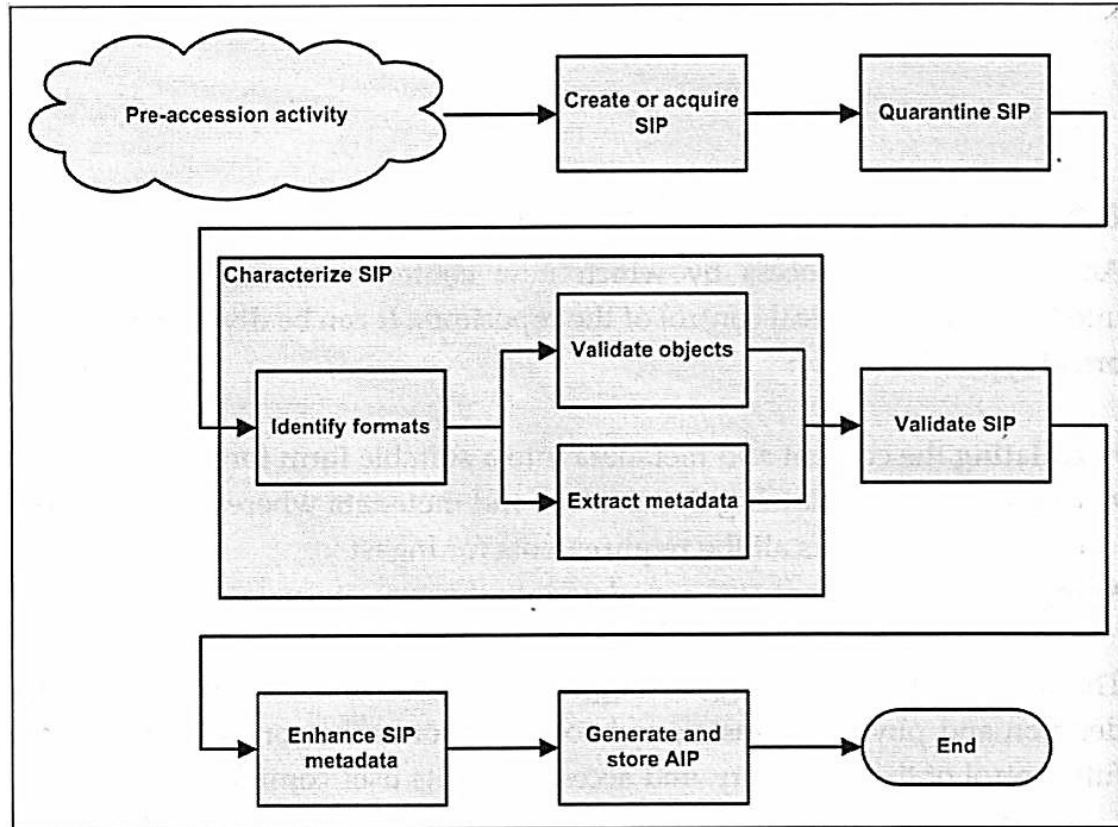 Pre-accession activity
Create or acquire
SIP
Quarantine SIP
Characterize SIP
Identify formats
Validate objects
Extract metadata
Validate SIP
Enhance SIP
metadata
Generate and
store AIP
End